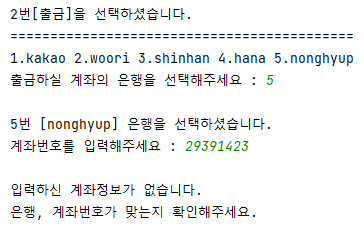 2번[출금]을 선택하셨습니다.
============================================
1.kakao 2.woori 3.shinhan 4.hana 5.nonghyup
출금하실 계좌의 은행을 선택해주세요 : 5
5번 [nonghyup] 은행을 선택하셨습니다.
계좌번호를 입력해주세요 : 29391423
입력하신 계좌정보가 없습니다.
은행, 계좌번호가 맞는지 확인해주세요.